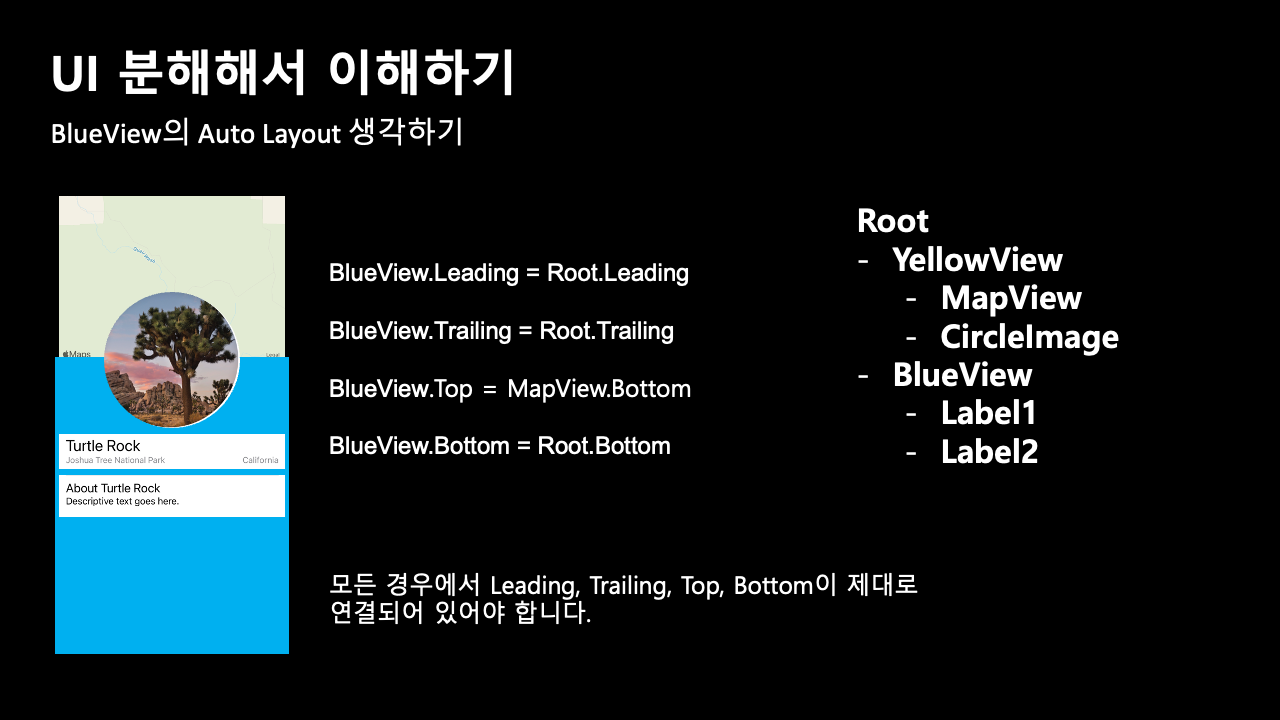 UI 분해해서 이해하기
BlueView의 Auto Layout 생각하기
Maps
Legal
Turtle Rock
Joshua Tree National Park California
About Turtle Rock
Descriptive text goes here.
BlueView.Leading = Root.Leading
BlueView.Trailing = Root.Trailing
BlueView.Top = MapView.Bottom
BlueView.Bottom = Root.Bottom
모든 경우에서 Leading, Trailing, Top, Bottom이 제대로
연결되어 있어야 합니다.
Root
- YellowView
- MapView
- CircleImage
- BlueView
- Label1
- Label2